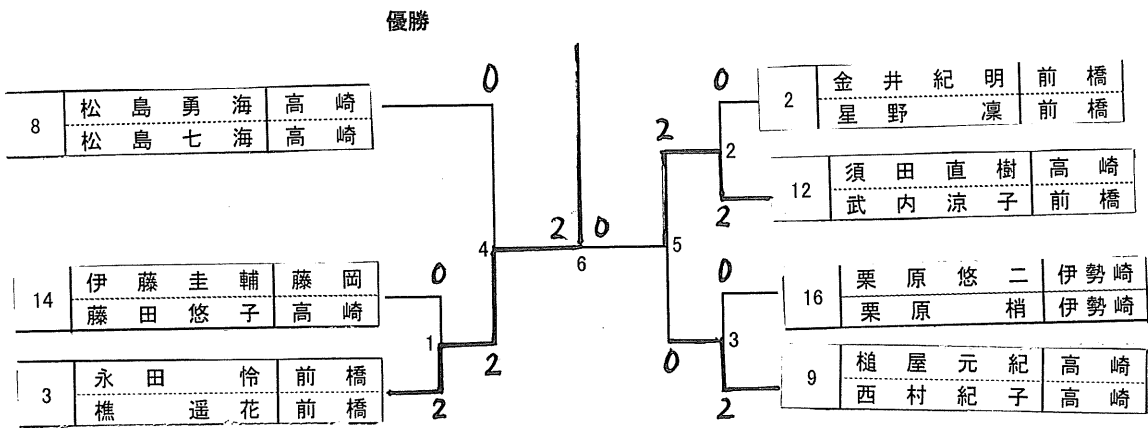 優勝
0
8 松島勇海 高崎
松島七海 高崎
0
2 金井紀明 前橋
星野凜 前橋
2
2
12 須田直樹 高崎
武内涼子 前橋
2
4
2 0
6
5
0
14 伊藤圭輔 藤岡
藤田悠子 高崎
1
2
3 永田怜 前橋
樵遥花 前橋
2
0
16 栗原悠二 伊勢崎
栗原梢 伊勢崎
3
0
9 槌屋元紀 高崎
西村紀子 高崎
2